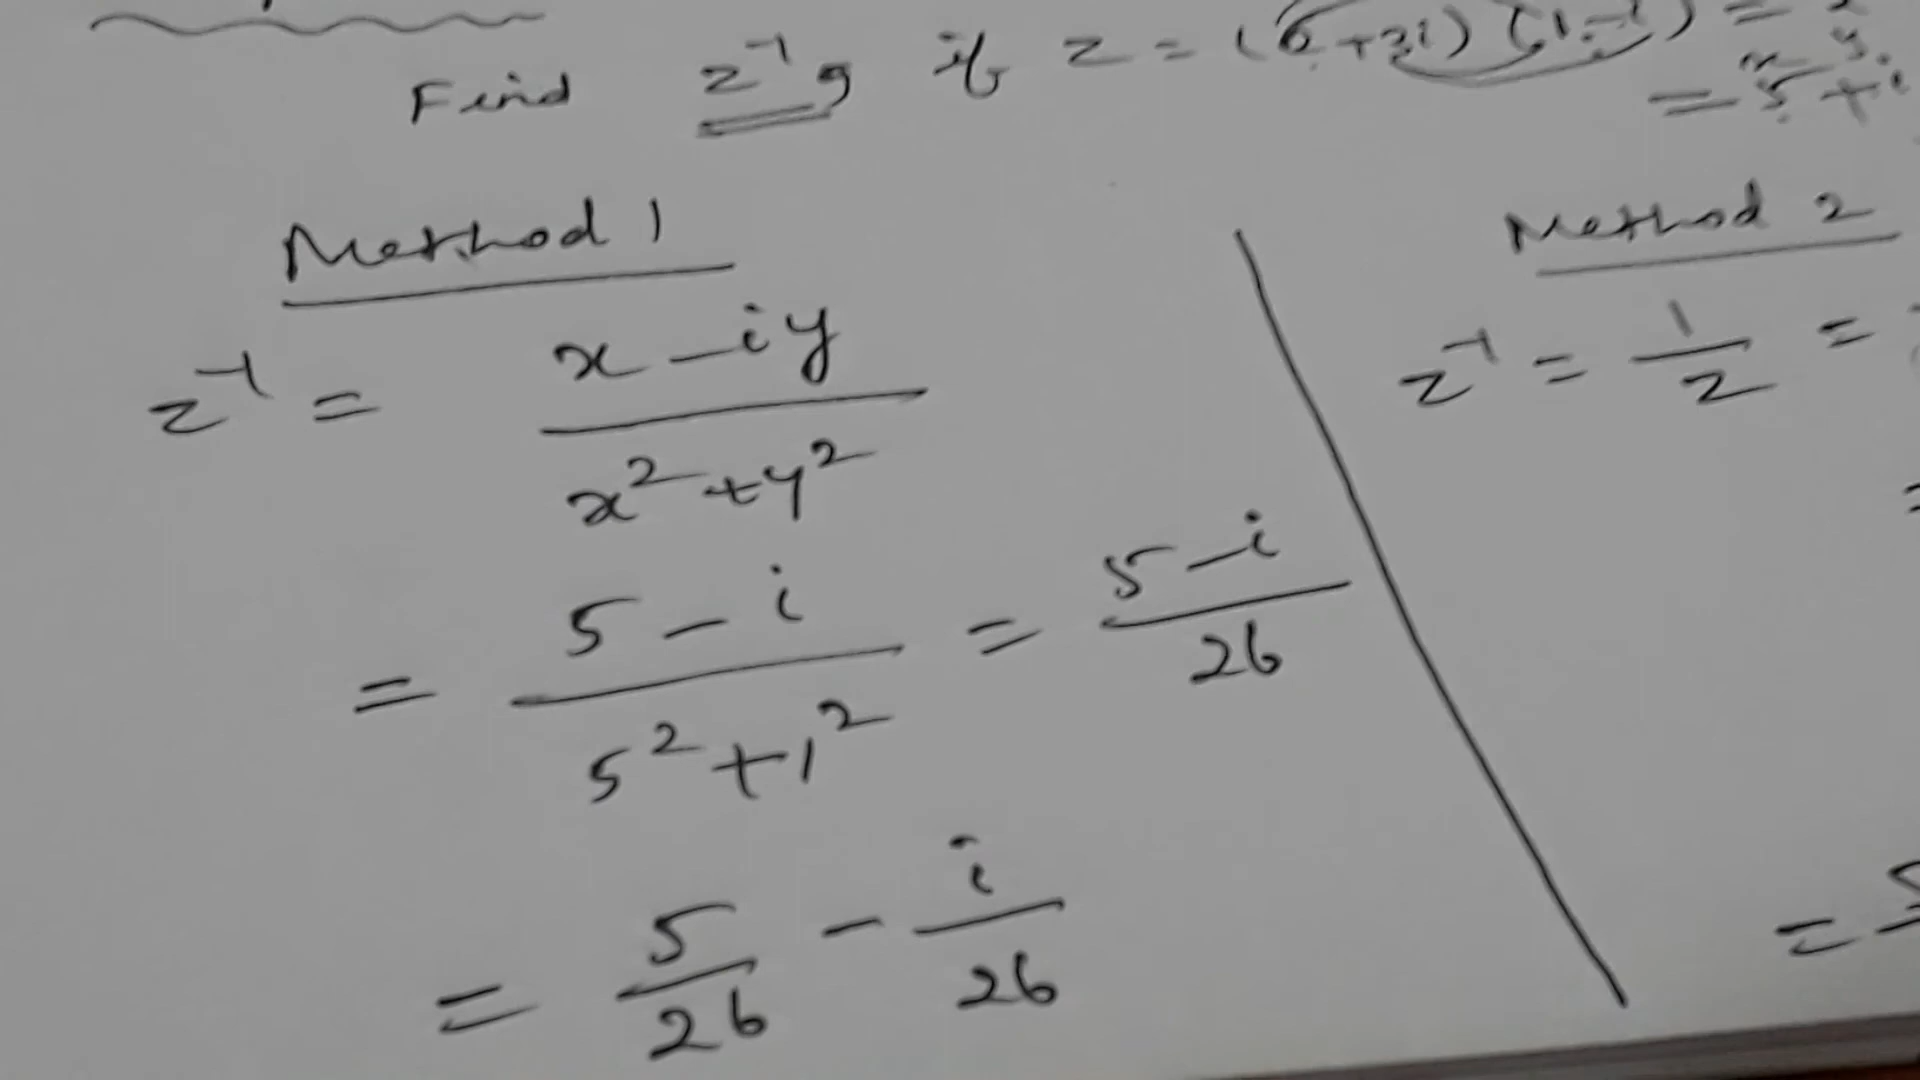 Find z⁻¹, if z = (6+3i)(1-i) =
= 5+i
Method 1
z⁻¹ = x-iy / x²+y²
= 5-i / 5²+1² = 5-i / 26
= 5/26 - i/26
Method 2
z⁻¹ = 1/z =
=
=